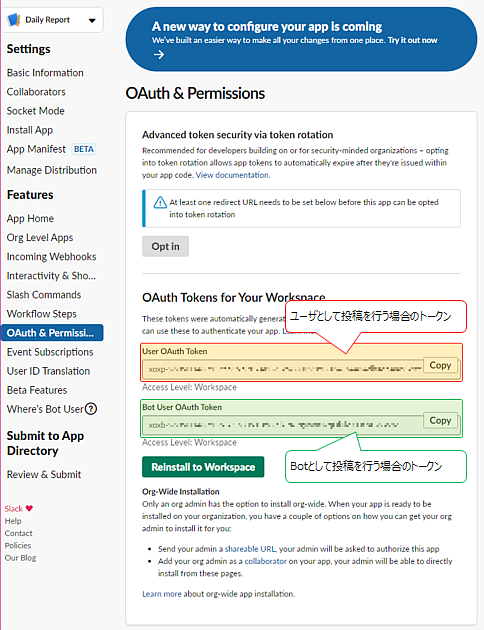 Daily Report
Settings
Basic Information
Collaborators
Socket Mode
Install App
App Manifest BETA
Manage Distribution
Features
App Home
Org Level Apps
Incoming Webhooks
Interactivity & Sho...
Slash Commands
Workflow Steps
OAuth & Permissi...
Event Subscriptions
User ID Translation
Beta Features
Where's Bot User ?
Submit to App
Directory
Review & Submit
Slack
Help
Contact
Policies
Our Blog
A new way to configure your app is coming
We've built an easier way to make all your changes from one place. Try it out now
→
OAuth & Permissions
Advanced token security via token rotation
Recommended for developers building on or for security-minded organizations – opting
into token rotation allows app tokens to automatically expire after they're issued within
your app code. View documentation.
At least one redirect URL needs to be set below before this app can be opted
into token rotation
Opt in
OAuth Tokens for Your Workspace
ユーザとして投稿を行う場合のトークン
These tokens were automatically
can use these to authenticate your app.
User OAuth Token
xoxp-
Copy
Access Level: Workspace
Bot User OAuth Token
Copy
Access Level: Workspace
Reinstall to Workspace
Botとして投稿を行う場合のトークン
Org-Wide Installation
Only an org admin has the option to install org-wide. When your app is ready to be
installed on your organization, you have a couple of options on how you can get your org
admin to install it for you:
• Send your admin a shareable URL, your admin will be asked to authorize this app
• Add your org admin as a collaborator on your app, your admin will be able to directly
install from these pages.
Learn more about org-wide app installation.